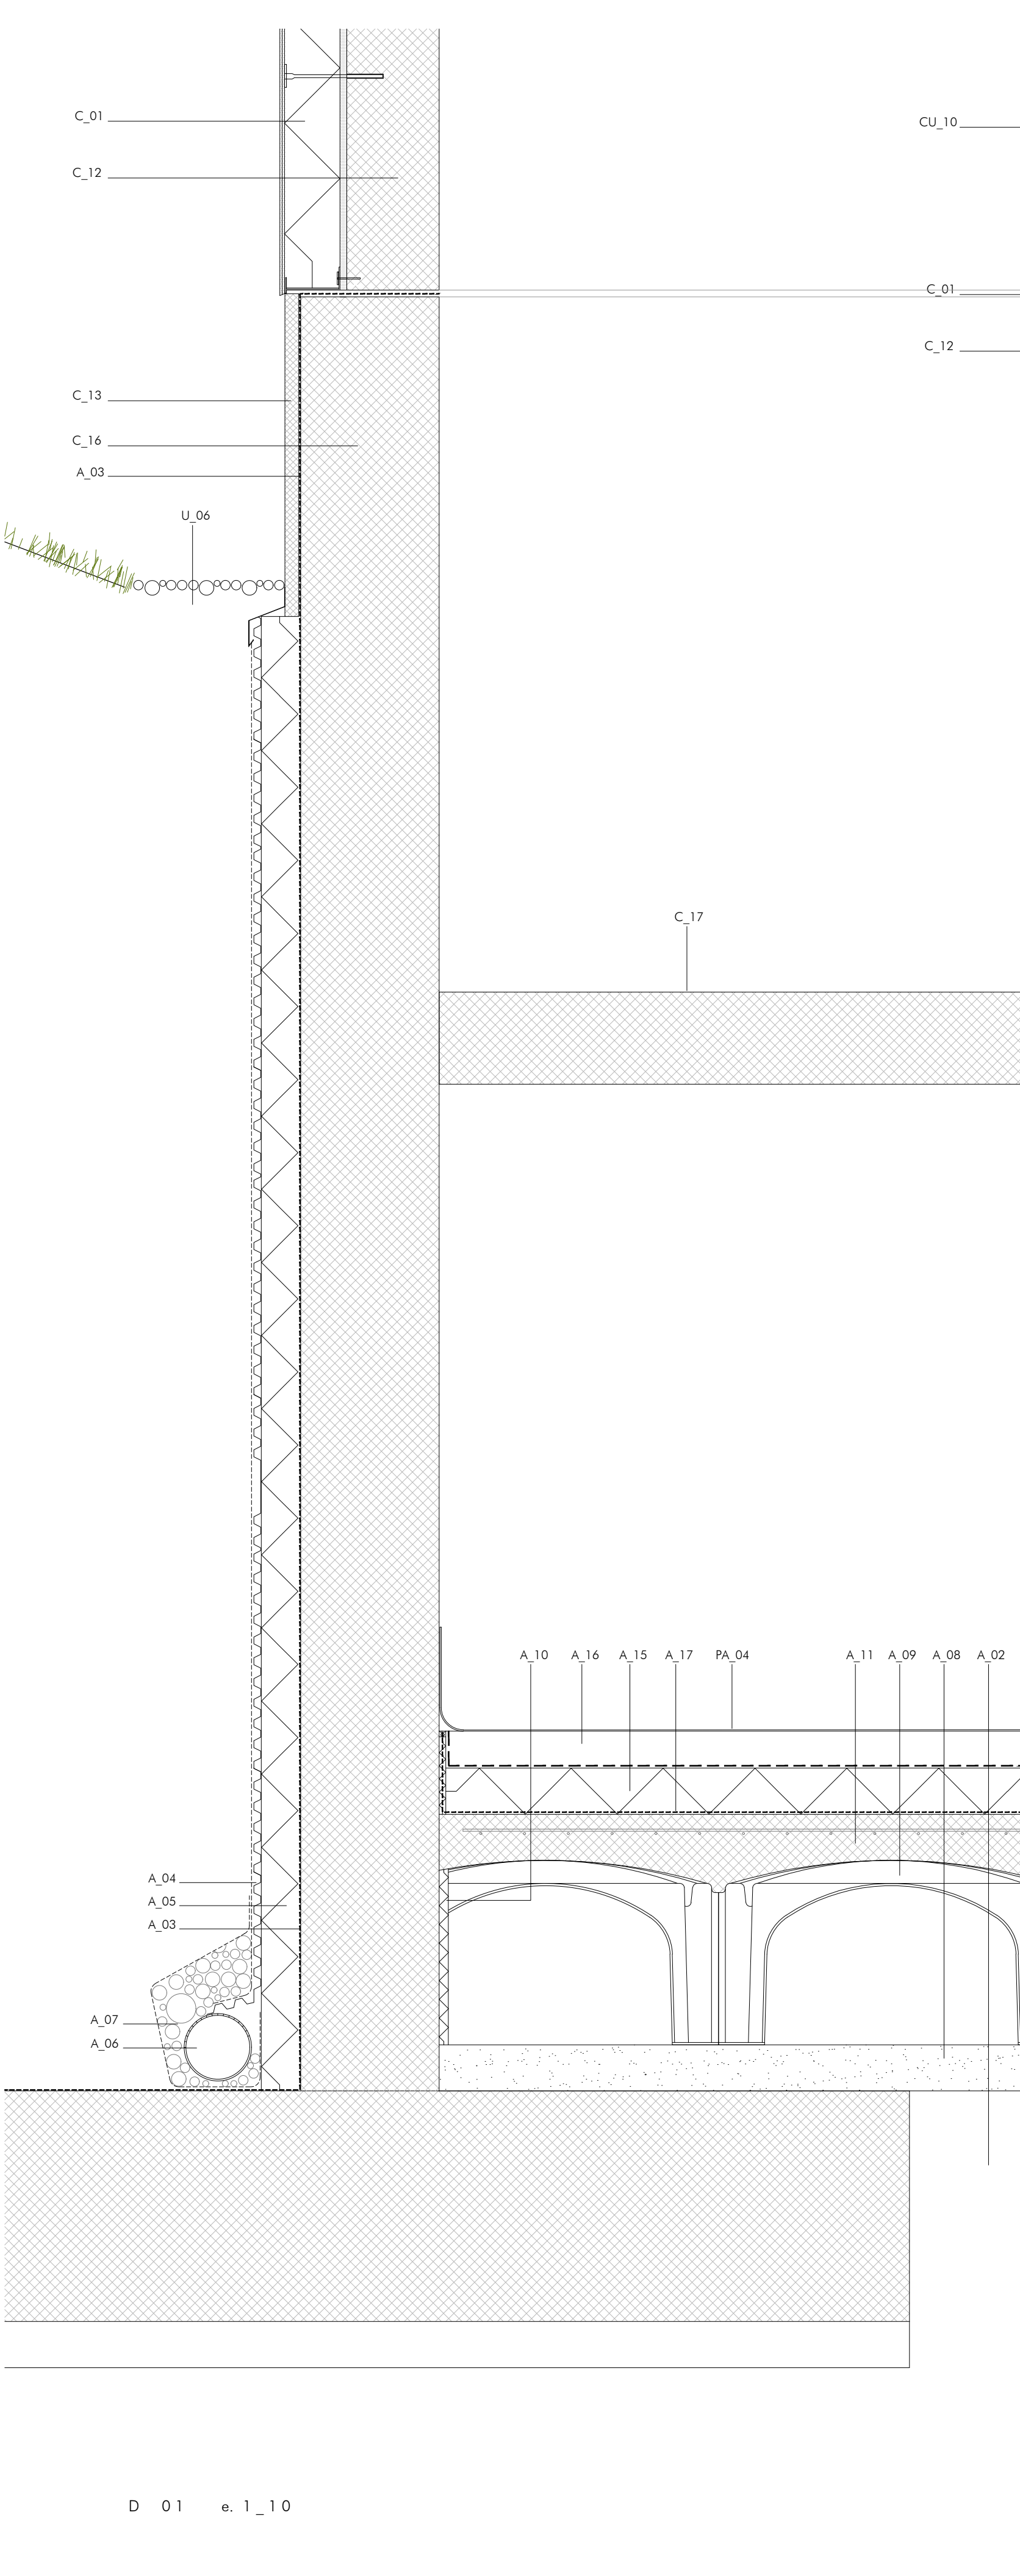 C_01
CU_10
C_12
C_01
C_12
C_13
C_16
A_03
U_06
C_17
A_10 A_16 A_15 A_17 PA_04 A_11 A_09 A_08 A_02
A_04
A_05
A_03
A_07
A_06
D 01 e. 1_10